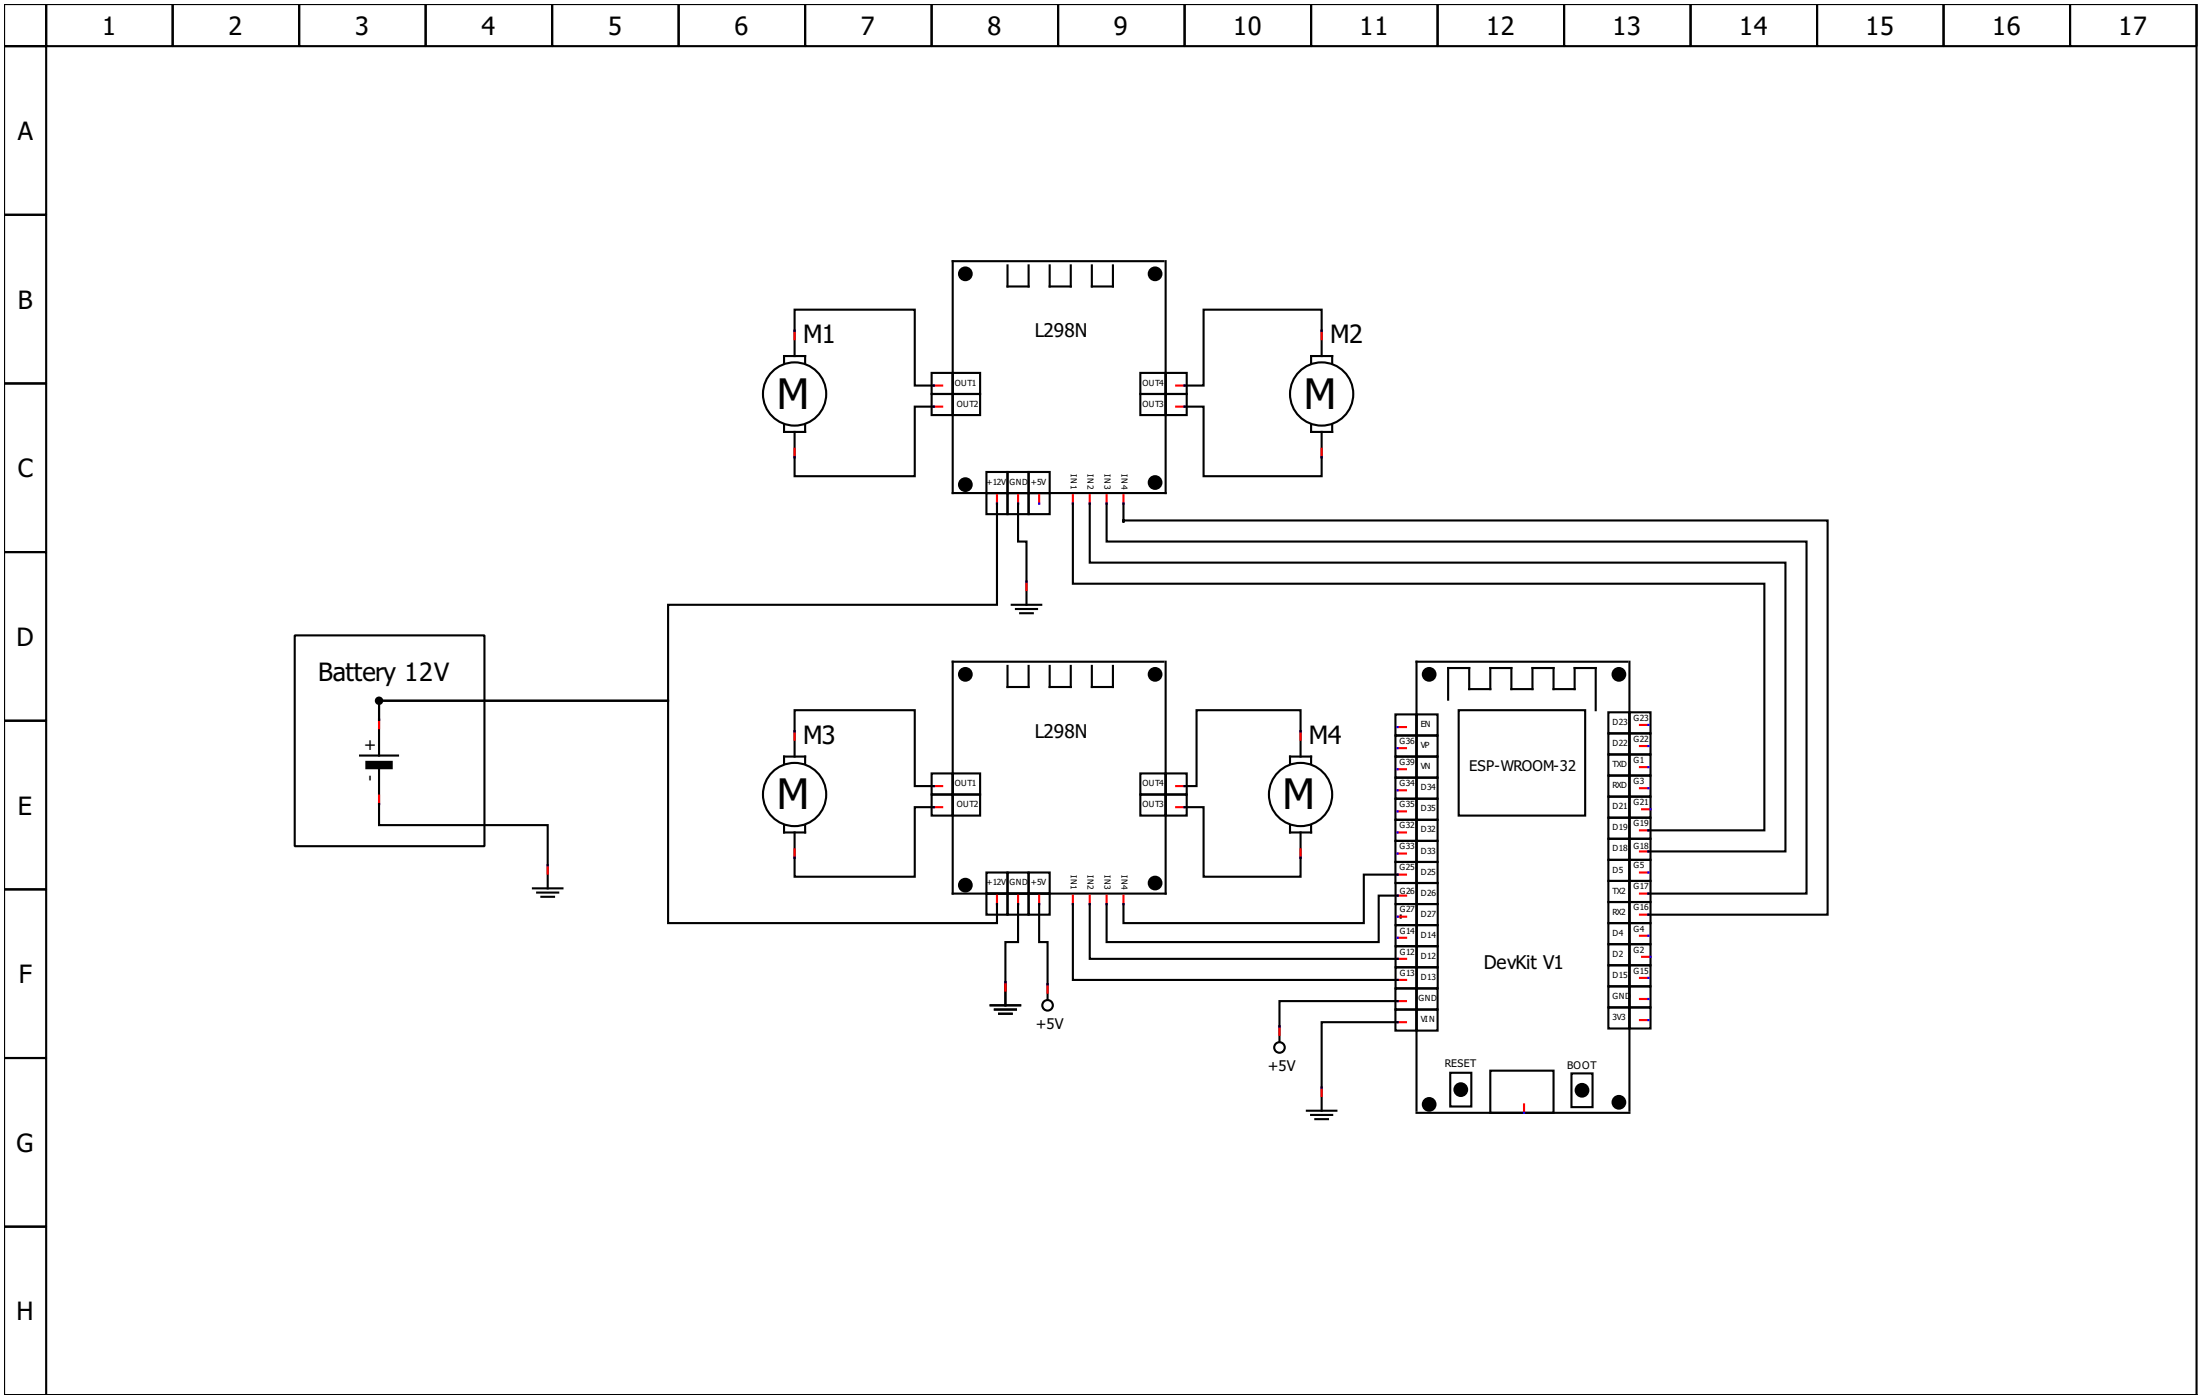 1 2 3 4 5 6 7 8 9 10 11 12 13 14 15 16 17
A
B
C
D
E
F
G
H
L298N
M1
M
OUT1
OUT2
OUT4
OUT3
M2
M
+12V GND +5V
IN1 IN2 IN3 IN4
Battery 12V
+
-
L298N
M3
M
OUT1
OUT2
OUT4
OUT3
M4
M
+12V GND +5V
IN1 IN2 IN3 IN4
+5V
+5V
ESP-WROOM-32
DevKit V1
EN
G36 VP
G39 VN
G34 D34
G35 D35
G32 D32
G33 D33
G25 D25
G26 D26
G27 D27
G14 D14
G12 D12
G13 D13
GND
VIN
D23 G23
D22 G22
TXD G1
RXD G3
D21 G21
D19 G19
D18 G18
D5 G5
TX2 G17
RX2 G16
D4 G4
D2 G2
D15 G15
GND
3V3
RESET
BOOT